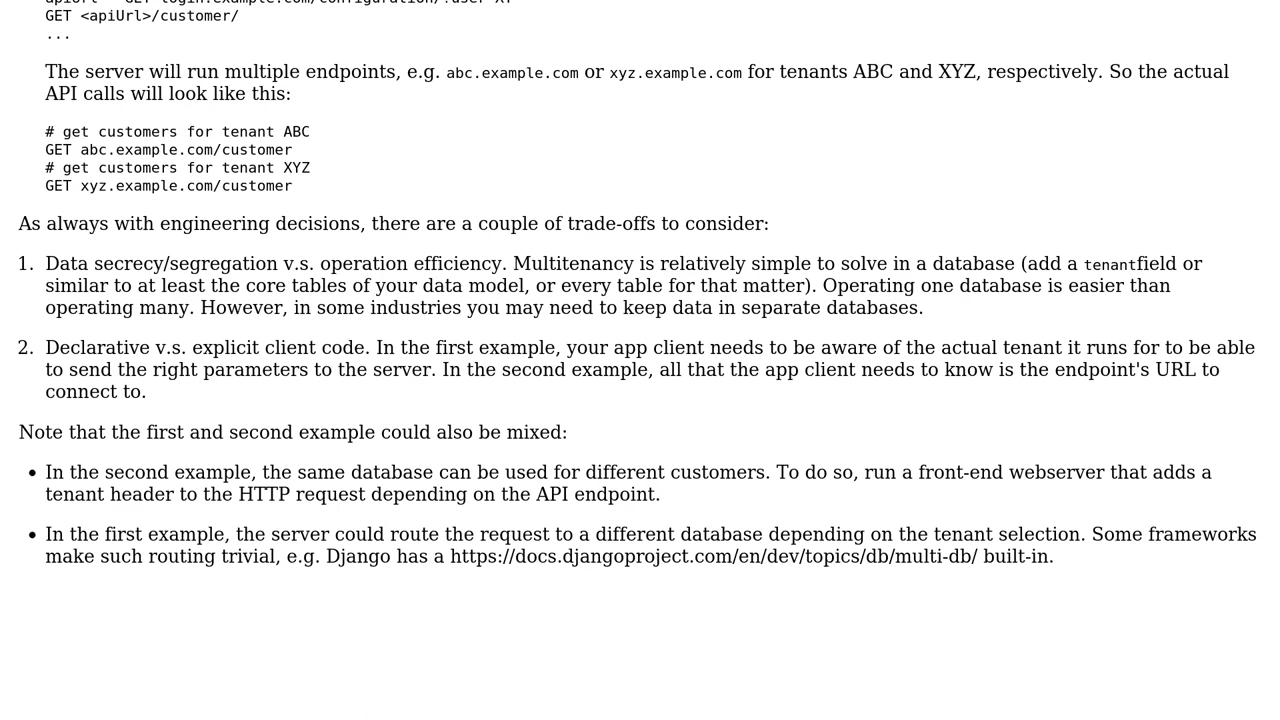 GET <apiUrl>/customer/
...
The server will run multiple endpoints, e.g. abc.example.com or xyz.example.com for tenants ABC and XYZ, respectively. So the actual
API calls will look like this:
# get customers for tenant ABC
GET abc.example.com/customer
# get customers for tenant XYZ
GET xyz.example.com/customer
As always with engineering decisions, there are a couple of trade-offs to consider:
1. Data secrecy/segregation v.s. operation efficiency. Multitenancy is relatively simple to solve in a database (add a tenantfield or
similar to at least the core tables of your data model, or every table for that matter). Operating one database is easier than
operating many. However, in some industries you may need to keep data in separate databases.
2. Declarative v.s. explicit client code. In the first example, your app client needs to be aware of the actual tenant it runs for to be able
to send the right parameters to the server. In the second example, all that the app client needs to know is the endpoint's URL to
connect to.
Note that the first and second example could also be mixed:
• In the second example, the same database can be used for different customers. To do so, run a front-end webserver that adds a
tenant header to the HTTP request depending on the API endpoint.
• In the first example, the server could route the request to a different database depending on the tenant selection. Some frameworks
make such routing trivial, e.g. Django has a https://docs.djangoproject.com/en/dev/topics/db/multi-db/ built-in.